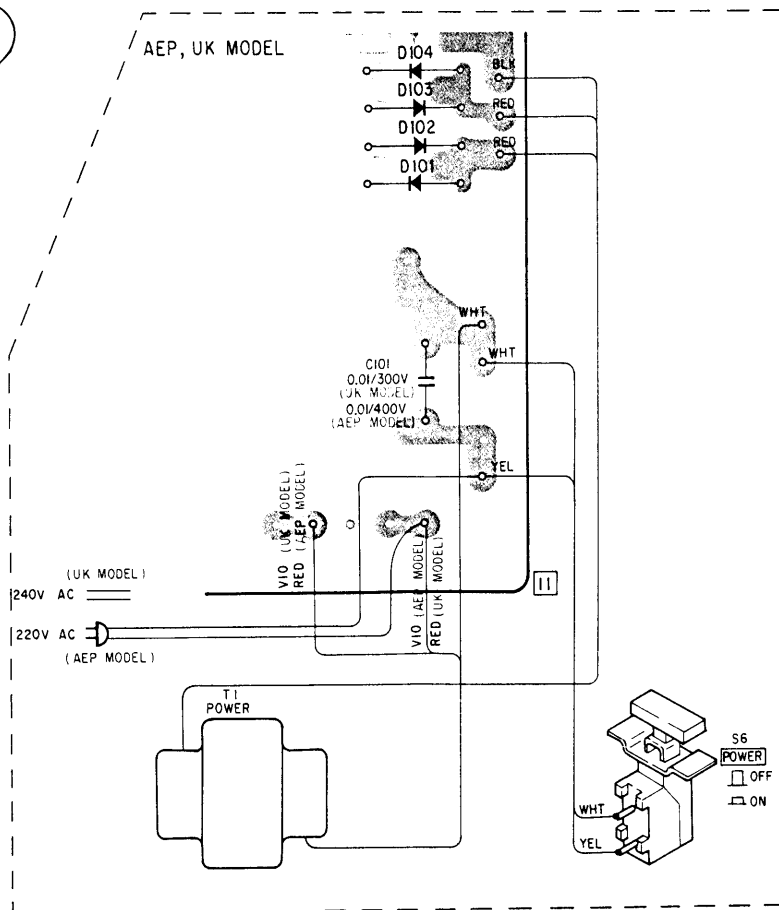 AEP, UK MODEL
D104
BLK
D103
RED
D102
RED
D101
WHT
WHT
C101
0.01/300V
(UK MODEL)
0.01/400V
(AEP MODEL)
YEL
VIO (UK MODEL)
RED (AEP MODEL)
VIO (AEP MODEL)
RED (UK MODEL)
(UK MODEL)
240V AC
11
220V AC
(AEP MODEL)
T1
POWER
S6
POWER
OFF
ON
WHT
YEL